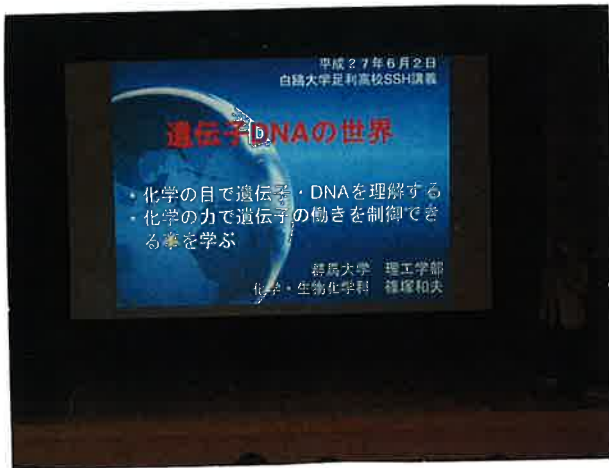 平成27年6月2日
白鴎大学足利高校SSH講義
遺伝子DNAの世界
・化学の目で遺伝子・DNAを理解する
・化学の力で遺伝子の働きを制御でき
る事を学ぶ
群馬大学　理工学部
化学・生物化学科　篠塚和夫